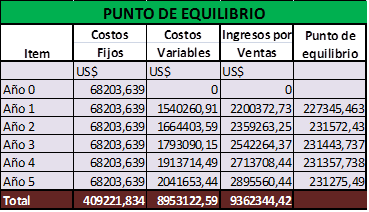 PUNTO DE EQUILIBRIO
Item Costos Fijos Costos Variables Ingresos por Ventas Punto de equilibrio
US$ US$ US$
Año 0 68203,639 0 0
Año 1 68203,639 1540260,91 2200372,73 227345,463
Año 2 68203,639 1664403,59 2359263,25 231572,43
Año 3 68203,639 1793090,15 2542264,37 231443,737
Año 4 68203,639 1913714,49 2713708,44 231357,738
Año 5 68203,639 2041653,44 2895560,44 231275,49
Total 409221,834 8953122,59 9362344,42